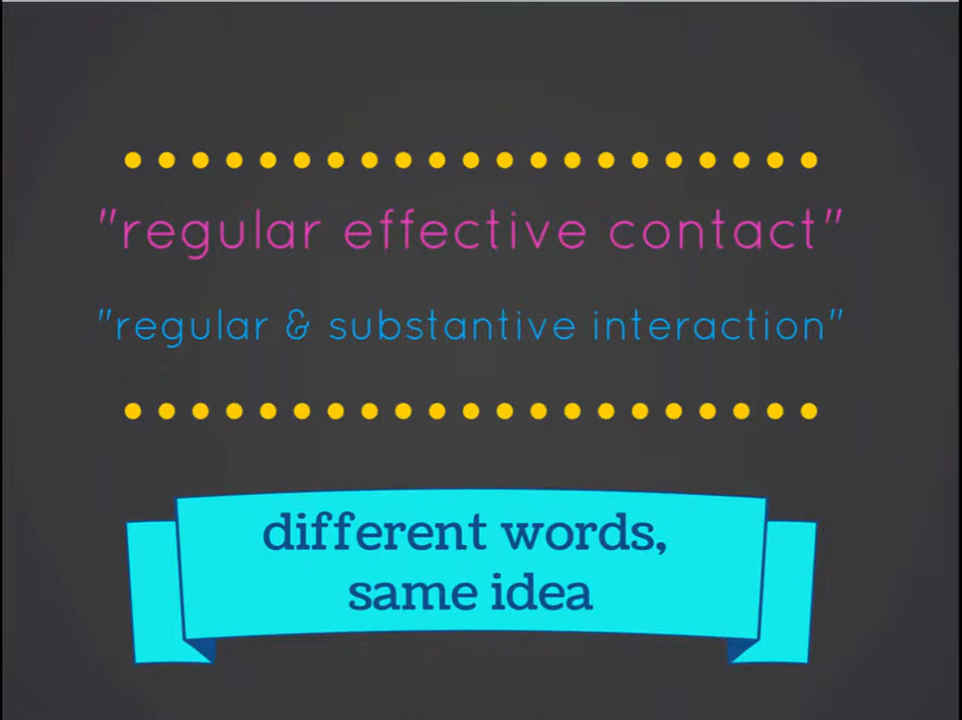 "regular effective contact"
"regular & substantive interaction"
different words,
same idea